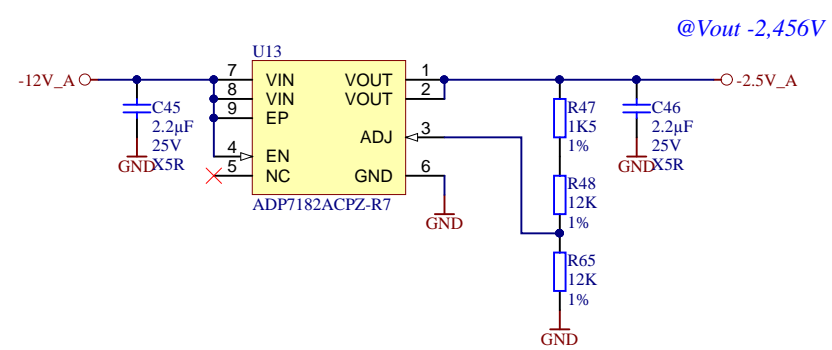 @Vout -2,456V
U13
-12V_A
7
VIN
VOUT
1
-2.5V_A
8
VIN
VOUT
2
9
EP
C45
2.2µF
25V
X5R
GND
ADJ
3
4
EN
5
NC
GND
6
ADP7182ACPZ-R7
GND
R47
1K5
1%
C46
2.2µF
25V
X5R
GND
R48
12K
1%
R65
12K
1%
GND